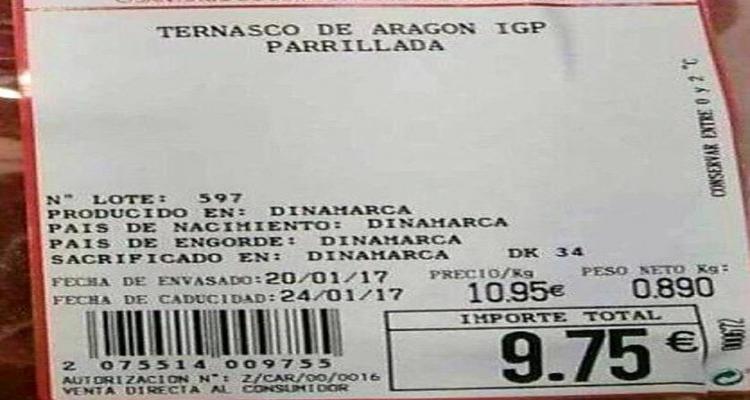 TERNASCO DE ARAGON IGP
PARRILLADA
CONSERVAR ENTRE 0 y 2 °C
Nº LOTE: 597
PRODUCIDO EN: DINAMARCA
PAIS DE NACIMIENTO: DINAMARCA
PAIS DE ENGORDE: DINAMARCA
SACRIFICADO EN: DINAMARCA DK 34
FECHA DE ENVASADO:20/01/17
FECHA DE CADUCIDAD:24/01/17
PRECIO/Kg
10.95€
PESO NETO Kg:
0.890
IMPORTE TOTAL
9.75€
000672
2 075514 009755
AUTORIZACION Nº: Z/CAR/00/0016
VENTA DIRECTA AL CONSUMIDOR